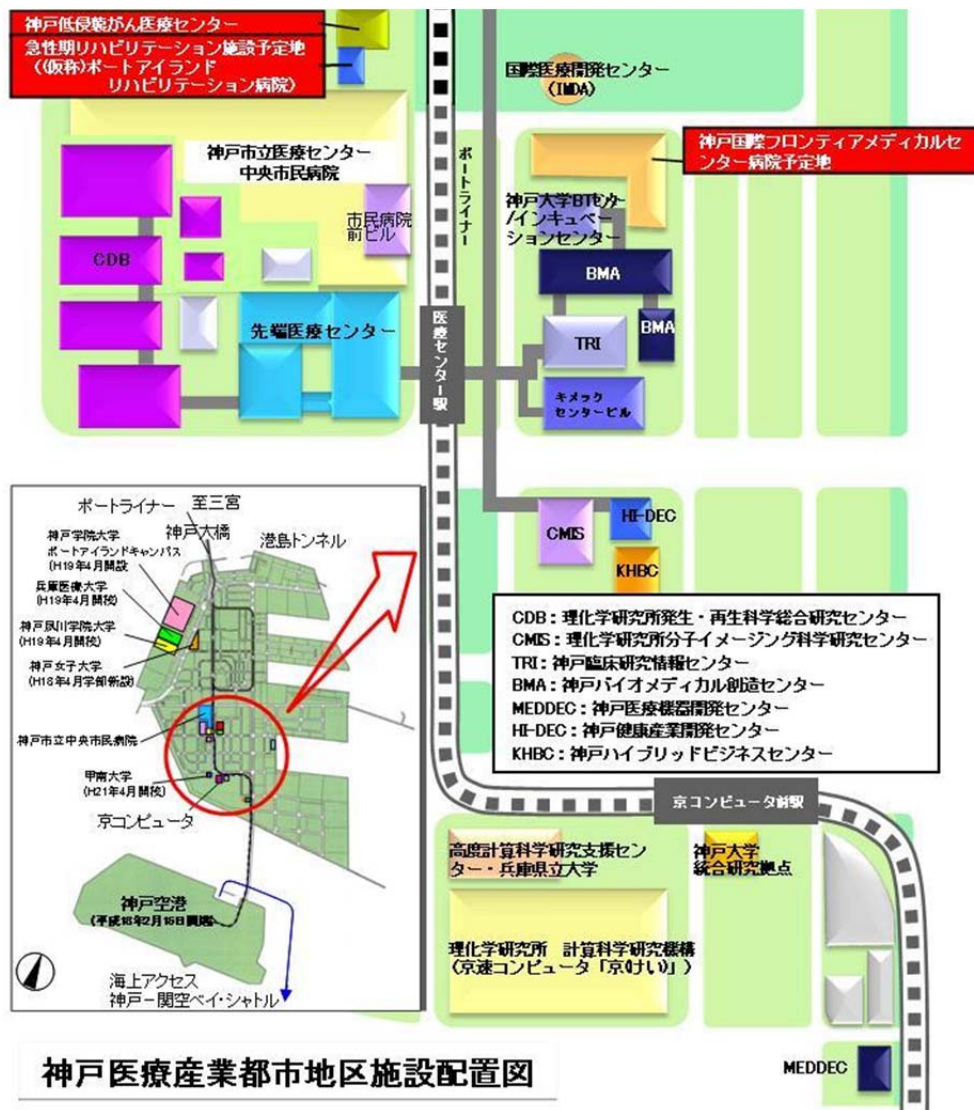 神戸低侵襲がん医療センター
急性期リハビリテーション施設予定地
((仮称)ポートアイランド
リハビリテーション病院)
国際医療開発センター
(IMDA)
神戸国際フロンティアメディカルセ
ンター病院予定地
神戸市立医療センター
中央市民病院
ポートライナー
神戸大学BTセンター
/インキュベー
ションセンター
市民病院
前ビル
CDB
BMA
BMA
先端医療センター
医療センター駅
TRI
キメック
センタービル
CMIS
HI-DEC
KHBC
ポートライナー
至三宮
神戸大橋
港島トンネル
神戸学院大学
ポートアイランドキャンパス
(H19年4月開設
兵庫医療大学
(H19年4月開校)
神戸夙川学院大学
(H19年4月開校)
神戸女子大学
(H18年4月学部新設)
神戸市立中央市民病院
甲南大学
(H21年4月開校)
京コンピュータ
神戸空港
(平成18年2月16日開港)
海上アクセス
神戸－関空ベイ・シャトル
CDB：理化学研究所発生・再生科学総合研究センター
CMIS：理化学研究所分子イメージング科学研究センター
TRI：神戸臨床研究情報センター
BMA：神戸バイオメディカル創造センター
MEDDEC：神戸医療機器開発センター
HI-DEC：神戸健康産業開発センター
KHBC：神戸ハイブリッドビジネスセンター
京コンピュータ前駅
高度計算科学研究支援セン
ター・兵庫県立大学
神戸大学
統合研究拠点
理化学研究所　計算科学研究機構
(京速コンピュータ「京(けい)」)
MEDDEC
神戸医療産業都市地区施設配置図